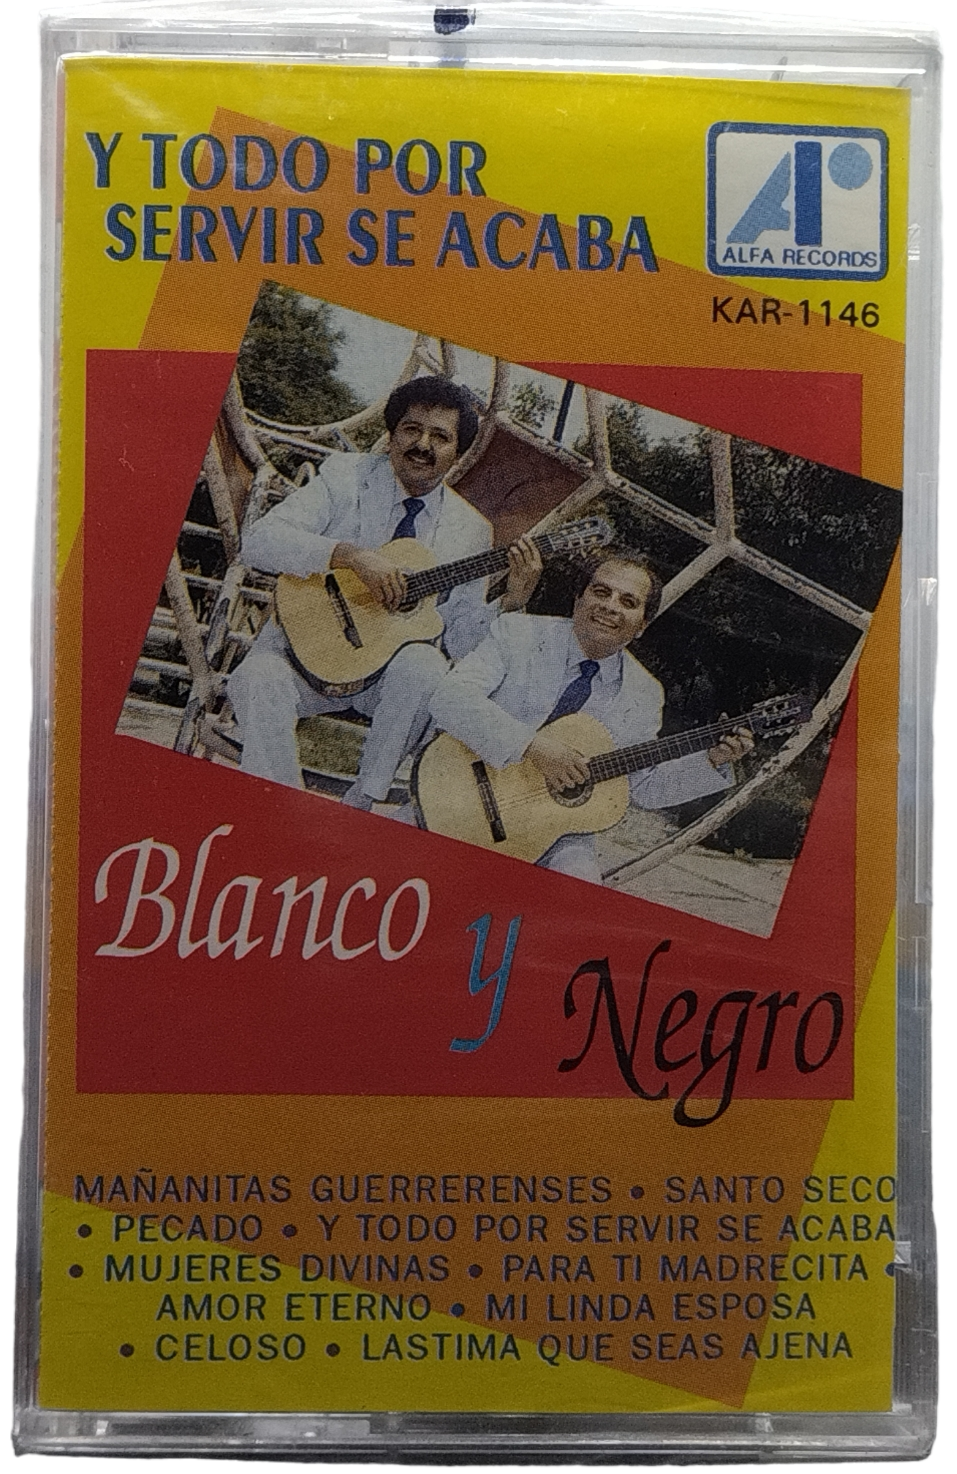 Y TODO POR
SERVIR SE ACABA
ALFA RECORDS
KAR-1146
Blanco
y
Negro
MAÑANITAS GUERRERENSES • SANTO SECO
• PECADO • Y TODO POR SERVIR SE ACABA
• MUJERES DIVINAS • PARA TI MADRECITA •
AMOR ETERNO • MI LINDA ESPOSA
• CELOSO • LASTIMA QUE SEAS AJENA